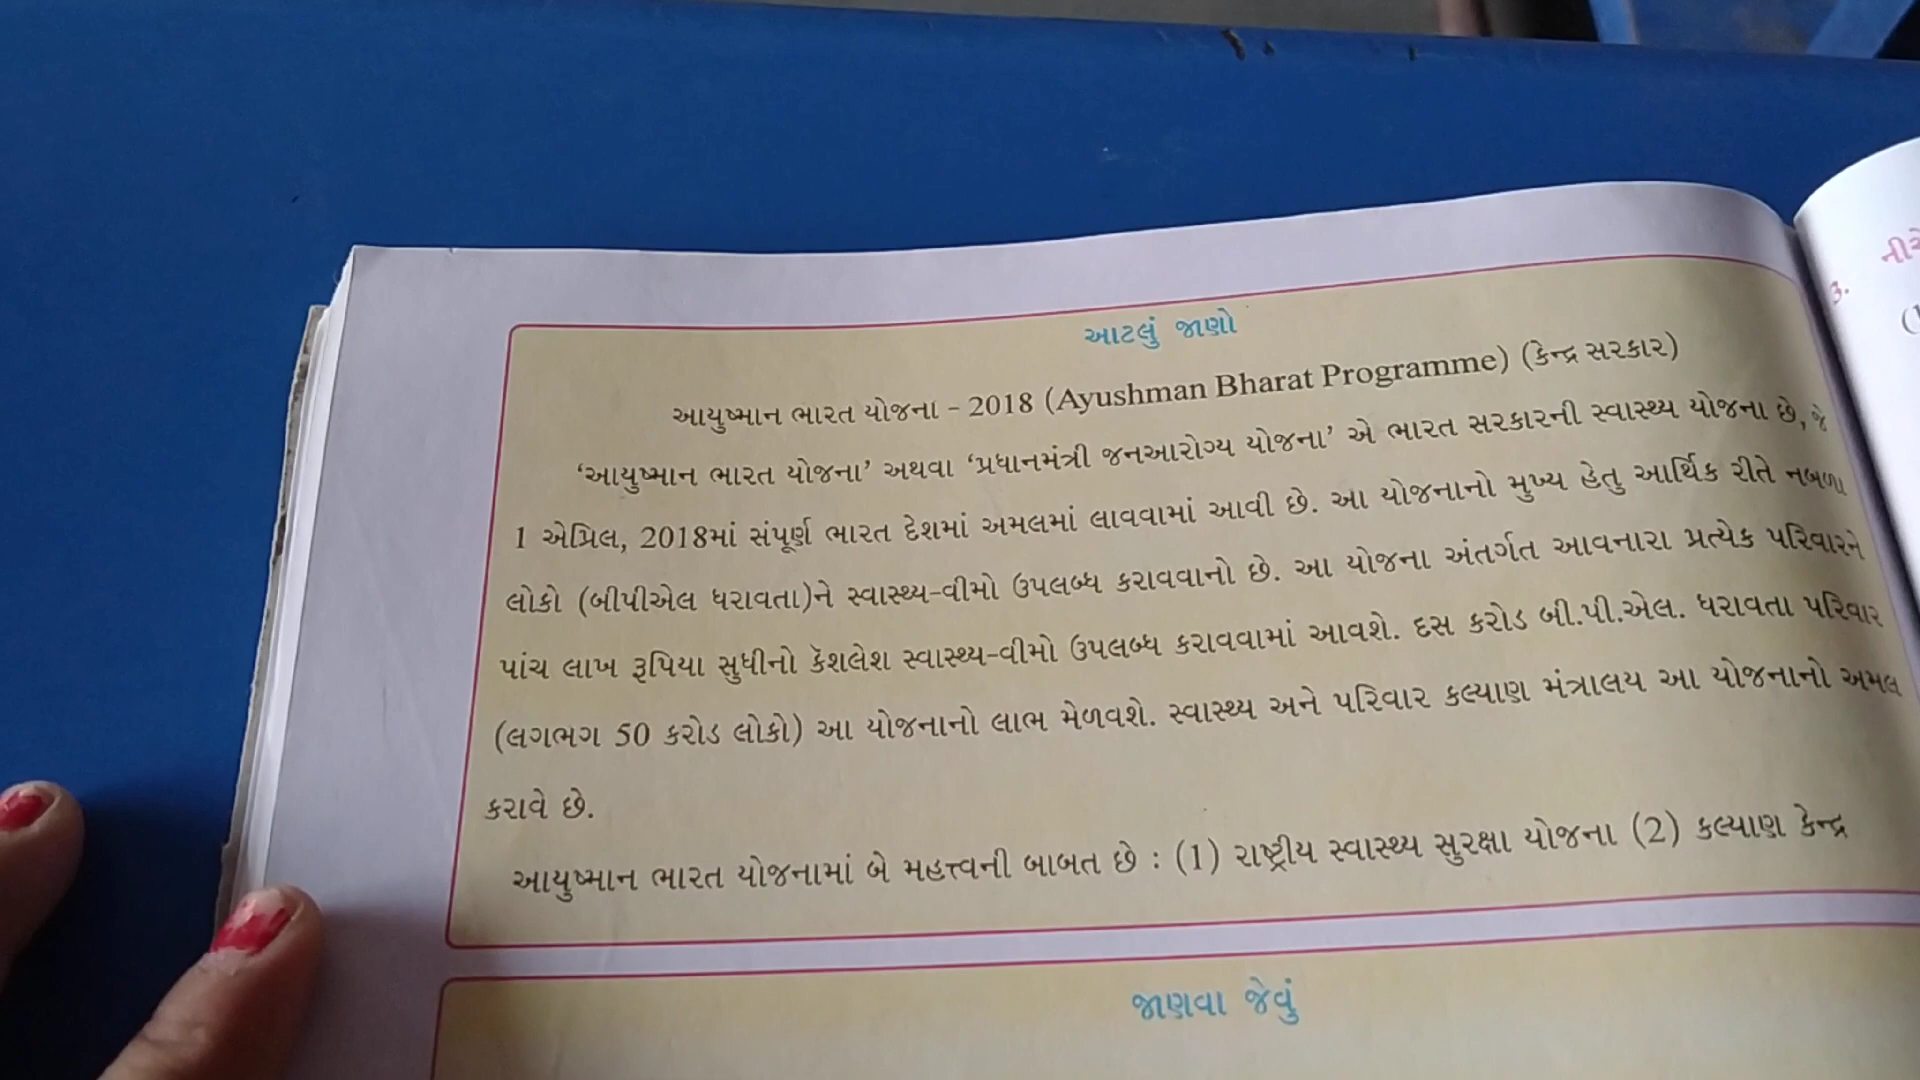 આટલું જાણો
આયુષ્માન ભારત યોજના - 2018 (Ayushman Bharat Programme) (કેન્દ્ર સરકાર)
‘આયુષ્માન ભારત યોજના’ અથવા ‘પ્રધાનમંત્રી જનઆરોગ્ય યોજના’ એ ભારત સરકારની સ્વાસ્થ્ય યોજના છે, જે
1 એપ્રિલ, 2018માં સંપૂર્ણ ભારત દેશમાં અમલમાં લાવવામાં આવી છે. આ યોજનાનો મુખ્ય હેતુ આર્થિક રીતે નબળા
લોકો (બીપીએલ ધરાવતા)ને સ્વાસ્થ્ય-વીમો ઉપલબ્ધ કરાવવાનો છે. આ યોજના અંતર્ગત આવનારા પ્રત્યેક પરિવારને
પાંચ લાખ રૂપિયા સુધીનો કૅશલેશ સ્વાસ્થ્ય-વીમો ઉપલબ્ધ કરાવવામાં આવશે. દસ કરોડ બી.પી.એલ. ધરાવતા પરિવાર
(લગભગ 50 કરોડ લોકો) આ યોજનાનો લાભ મેળવશે. સ્વાસ્થ્ય અને પરિવાર કલ્યાણ મંત્રાલય આ યોજનાનો અમલ
કરાવે છે.
આયુષ્માન ભારત યોજનામાં બે મહત્ત્વની બાબત છે : (1) રાષ્ટ્રીય સ્વાસ્થ્ય સુરક્ષા યોજના (2) કલ્યાણ કેન્દ્ર
જાણવા જેવું
3.